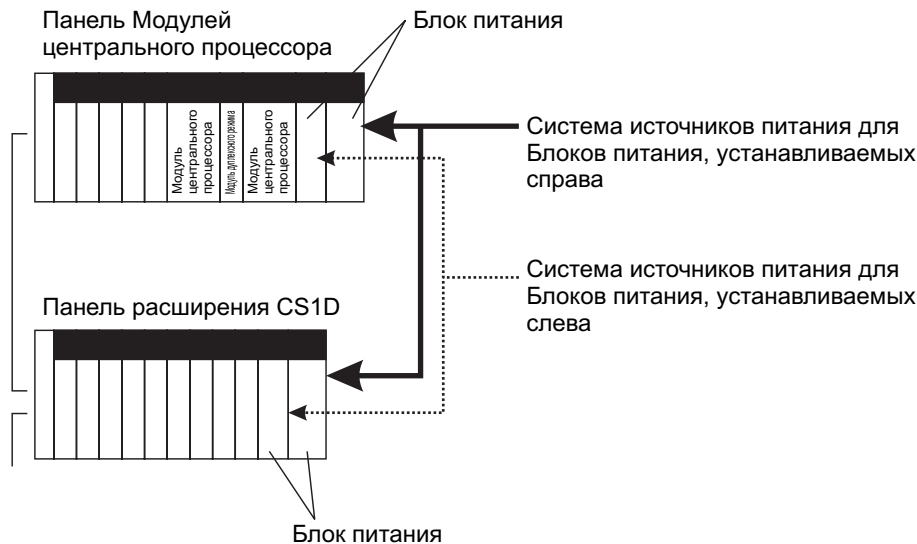 Панель Модулей
центрального процессора
Блок питания
Модуль
центрального
процессора
Модуль дуплексного режима
Модуль
центрального
процессора
Система источников питания для
Блоков питания, устанавливаемых
справа
Система источников питания для
Блоков питания, устанавливаемых
слева
Панель расширения CS1D
Блок питания